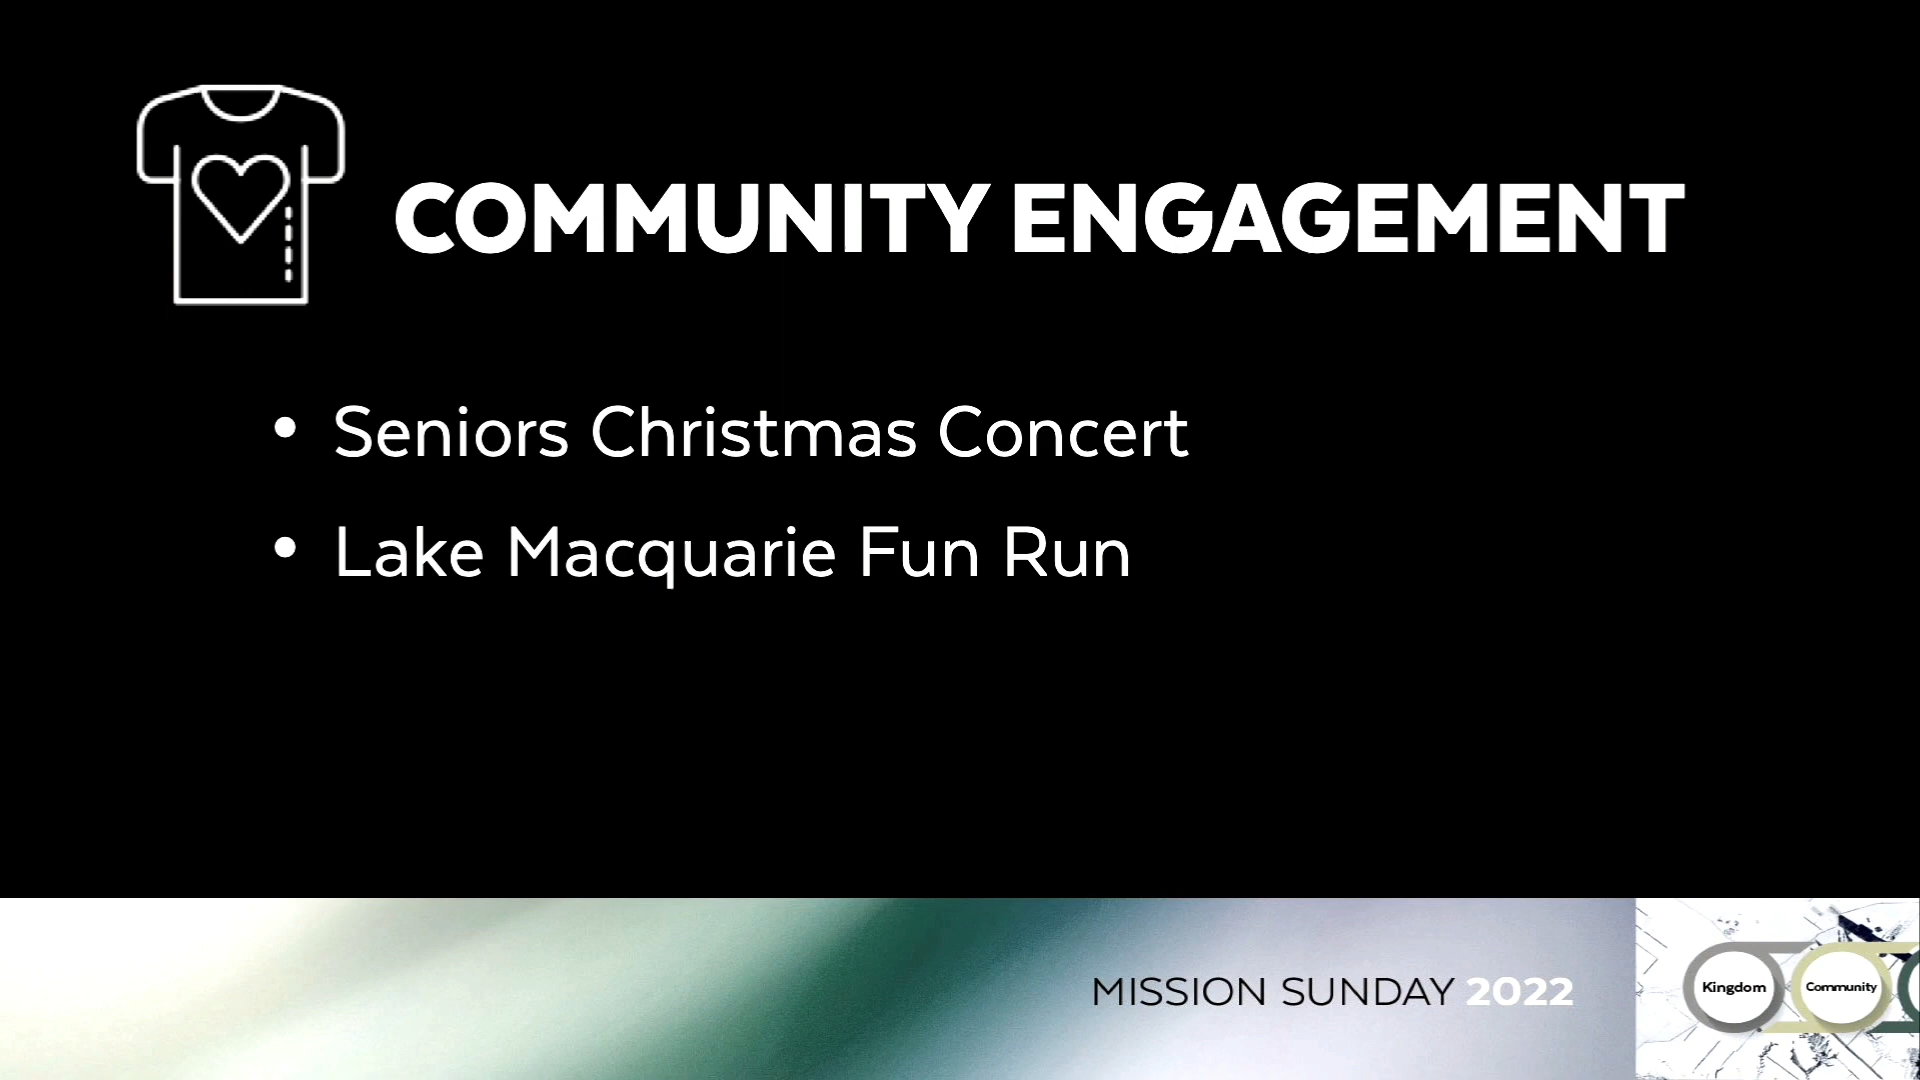 COMMUNITY ENGAGEMENT
• Seniors Christmas Concert
• Lake Macquarie Fun Run
MISSION SUNDAY 2022
Kingdom
Community